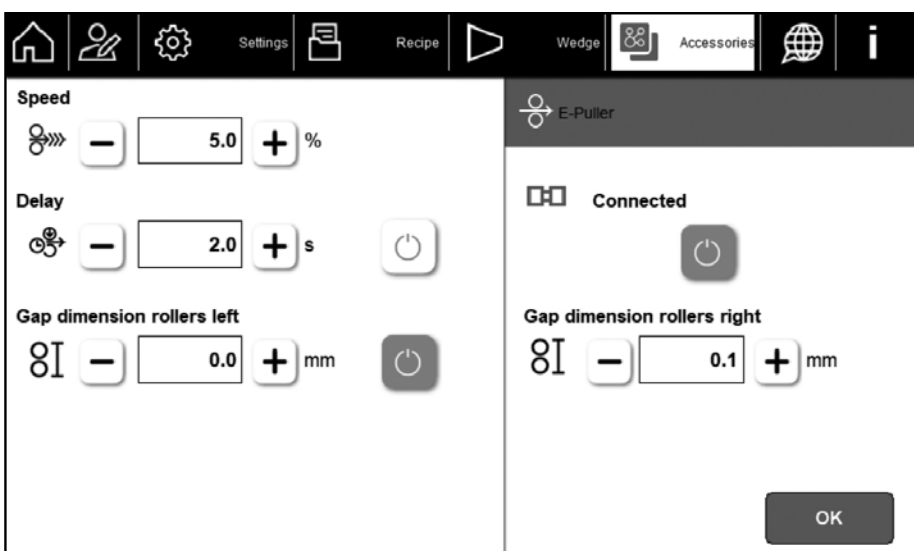 Settings Recipe Wedge Accessories i
Speed
5.0 %
Delay
2.0 s
Gap dimension rollers left
0.0 mm
E-Puller
Connected
Gap dimension rollers right
0.1 mm
OK